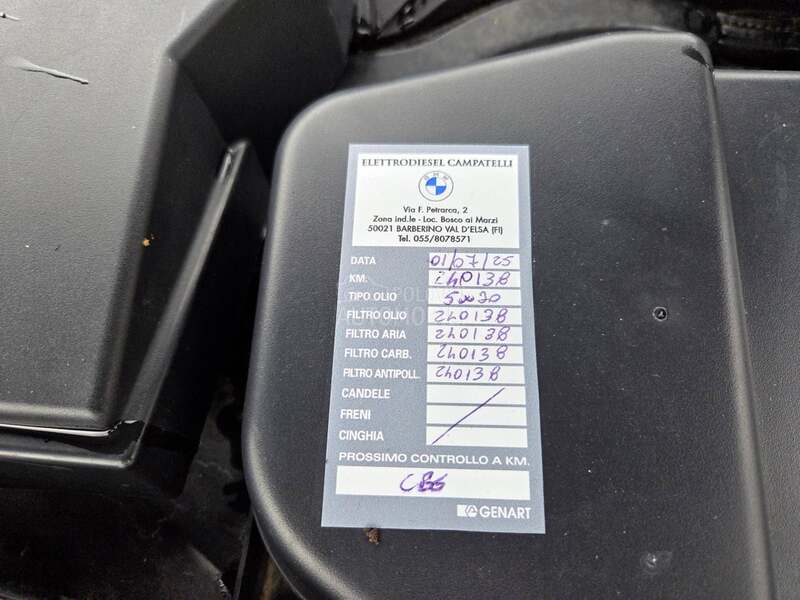 ELETTRODIESEL CAMPATELLI
BMW
Via F. Petrarca, 2
Zona ind.le - Loc. Bosco ai Marzi
50021 BARBERINO VAL D'ELSA (FI)
Tel. 055/8078571
DATA 01/07/25
KM. 240138
TIPO OLIO 5W30
FILTRO OLIO 240138
FILTRO ARIA 240138
FILTRO CARB. 240138
FILTRO ANTIPOLL. 240138
CANDELE
FRENI
CINGHIA
PROSSIMO CONTROLLO A KM.
CBS
GENART